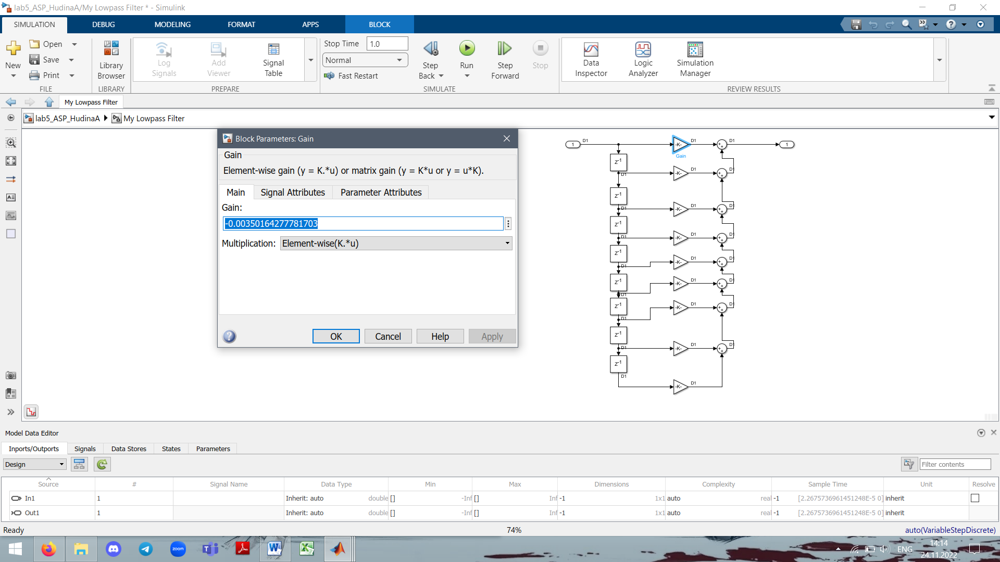 lab5_ASP_HudinaA/My Lowpass Filter * - Simulink
SIMULATION
DEBUG
MODELING
FORMAT
APPS
BLOCK
New
Open
Save
Print
FILE
Library
Browser
LIBRARY
Log
Signals
Add
Viewer
Signal
Table
PREPARE
Stop Time
1.0
Normal
Fast Restart
Step
Back
Run
Step
Forward
Stop
SIMULATE
Data
Inspector
Logic
Analyzer
Simulation
Manager
REVIEW RESULTS
My Lowpass Filter
lab5_ASP_HudinaA
My Lowpass Filter
Block Parameters: Gain
Gain
Element-wise gain (y = K.*u) or matrix gain (y = K*u or y = u*K).
Main
Signal Attributes
Parameter Attributes
Gain:
-0.00350164277781703
Multiplication:
Element-wise(K.*u)
OK
Cancel
Help
Apply
1
D1
-K-
D1
D1
1
Gain
z-1
D1
-K-
D1
D1
z-1
D1
-K-
D1
D1
z-1
D1
-K-
D1
D1
z-1
D1
-K-
D1
D1
z-1
D1
-K-
D1
D1
z-1
D1
-K-
D1
D1
z-1
D1
-K-
D1
D1
z-1
D1
-K-
D1
Model Data Editor
Inports/Outports
Signals
Data Stores
States
Parameters
Design
Filter contents
Source
#
Signal Name
Data Type
Min
Max
Dimensions
Complexity
Sample Time
Unit
Resolve
In1
1
Inherit: auto
double
[]
-Inf
[]
Inf
-1
1x1
auto
real
-1
[2.2675736961451248E-5 0]
inherit
Out1
1
Inherit: auto
double
[]
-Inf
[]
Inf
-1
1x1
auto
real
-1
[2.2675736961451248E-5 0]
inherit
Ready
74%
auto(VariableStepDiscrete)
zoom
ENG
14:14
24.11.2022